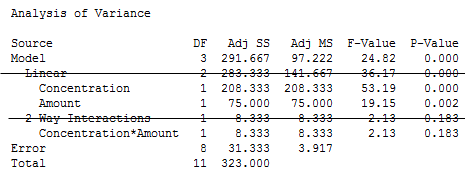 Analysis of Variance
Source DF Adj SS Adj MS F-Value P-Value
Model 3 291.667 97.222 24.82 0.000
Linear 2 283.333 141.667 36.17 0.000
Concentration 1 208.333 208.333 53.19 0.000
Amount 1 75.000 75.000 19.15 0.002
2 Way Interactions 1 8.333 8.333 2.13 0.183
Concentration*Amount 1 8.333 8.333 2.13 0.183
Error 8 31.333 3.917
Total 11 323.000